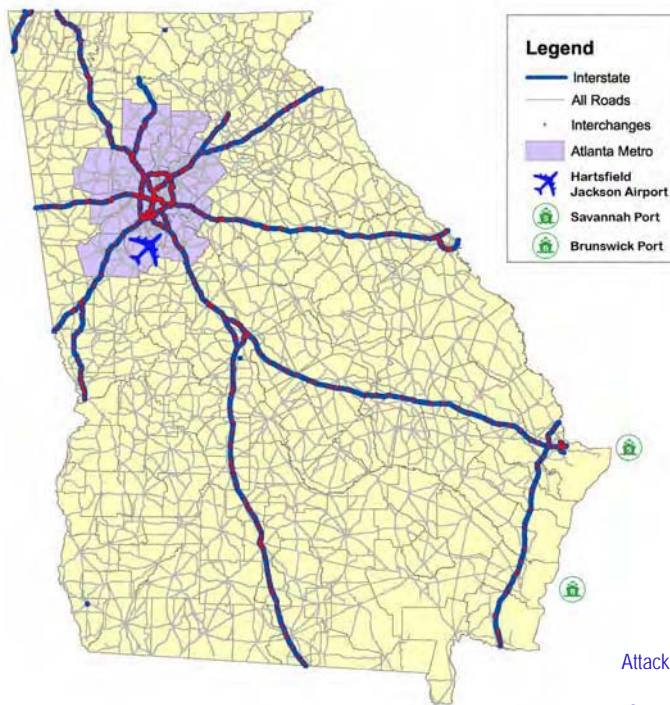 Legend
Interstate
All Roads
Interchanges
Atlanta Metro
Hartsfield
Jackson Airport
Savannah Port
Brunswick Port
Attack